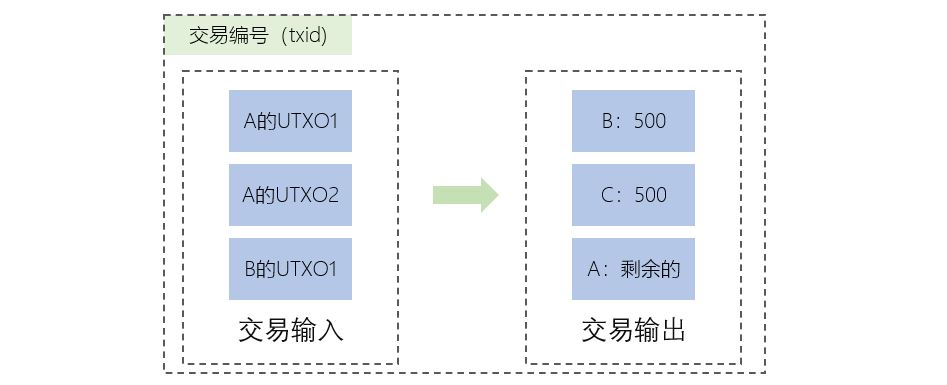 交易编号（txid)
A的UTXO1
A的UTXO2
B的UTXO1
交易输入
B：500
C：500
A：剩余的
交易输出